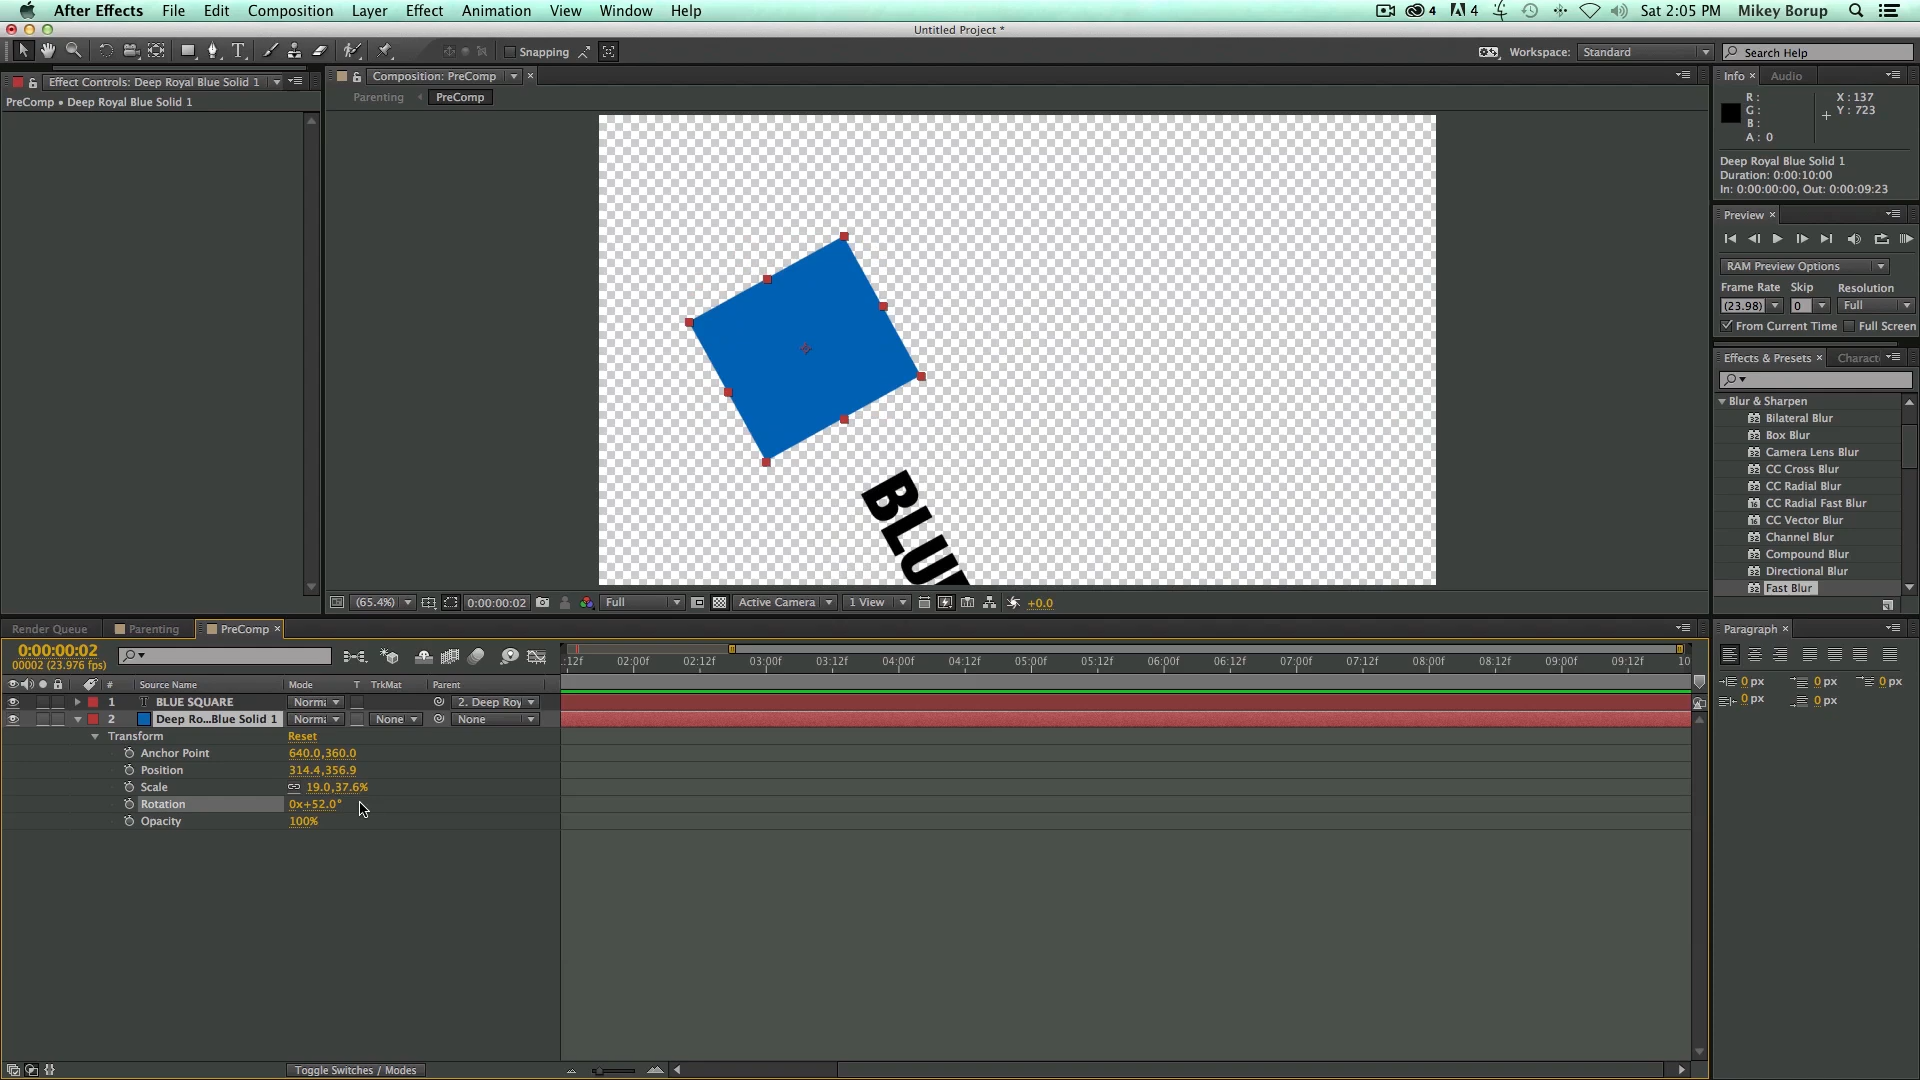 After Effects File Edit Composition Layer Effect Animation View Window Help 4 4 Sat 2:05 PM Mikey Borup
Untitled Project *
Snapping Workspace: Standard Search Help
Effect Controls: Deep Royal Blue Solid 1
PreComp • Deep Royal Blue Solid 1
Composition: PreComp
Parenting PreComp
BLUE
(65.4%) 0:00:00:02 Full Active Camera 1 View +0.0
Info Audio
R : X : 137
G : Y : 723
B :
A : 0
Deep Royal Blue Solid 1
Duration: 0:00:10:00
In: 0:00:00:00, Out: 0:00:09:23
Preview
RAM Preview Options
Frame Rate Skip Resolution
(23.98) 0 Full
From Current Time Full Screen
Effects & Presets Charact
Blur & Sharpen
Bilateral Blur
Box Blur
Camera Lens Blur
CC Cross Blur
CC Radial Blur
CC Radial Fast Blur
CC Vector Blur
Channel Blur
Compound Blur
Directional Blur
Fast Blur
Render Queue Parenting PreComp
0:00:00:02
00002 (23.976 fps)
:12f 02:00f 02:12f 03:00f 03:12f 04:00f 04:12f 05:00f 05:12f 06:00f 06:12f 07:00f 07:12f 08:00f 08:12f 09:00f 09:12f 10
# Source Name Mode T TrkMat Parent
1 T BLUE SQUARE Norma 2. Deep Roy
2 Deep Ro...Blue Solid 1 Norma None None
Transform Reset
Anchor Point 640.0,360.0
Position 314.4,356.9
Scale 19.0,37.6%
Rotation 0x+52.0°
Opacity 100%
Toggle Switches / Modes
Paragraph
0 px 0 px 0 px
0 px 0 px